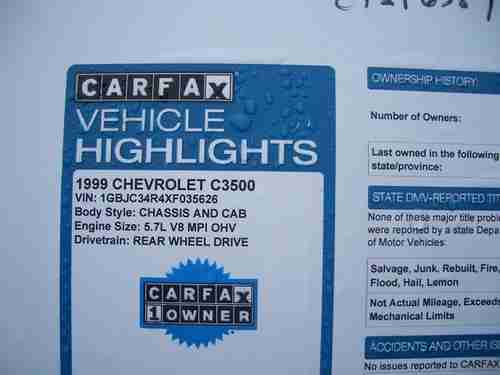 CARFAX
VEHICLE
HIGHLIGHTS
1999 CHEVROLET C3500
VIN: 1GBJC34R4XF035626
Body Style: CHASSIS AND CAB
Engine Size: 5.7L V8 MPI OHV
Drivetrain: REAR WHEEL DRIVE
CARFAX
1 OWNER
OWNERSHIP HISTORY:
Number of Owners:
Last owned in the following
state/province:
STATE DMV-REPORTED TIT
None of these major title proble
were reported by a state Depa
of Motor Vehicles:
Salvage, Junk, Rebuilt, Fire,
Flood, Hail, Lemon
Not Actual Mileage, Exceeds
Mechanical Limits
ACCIDENTS AND OTHER ISS
No issues reported to CARFAX